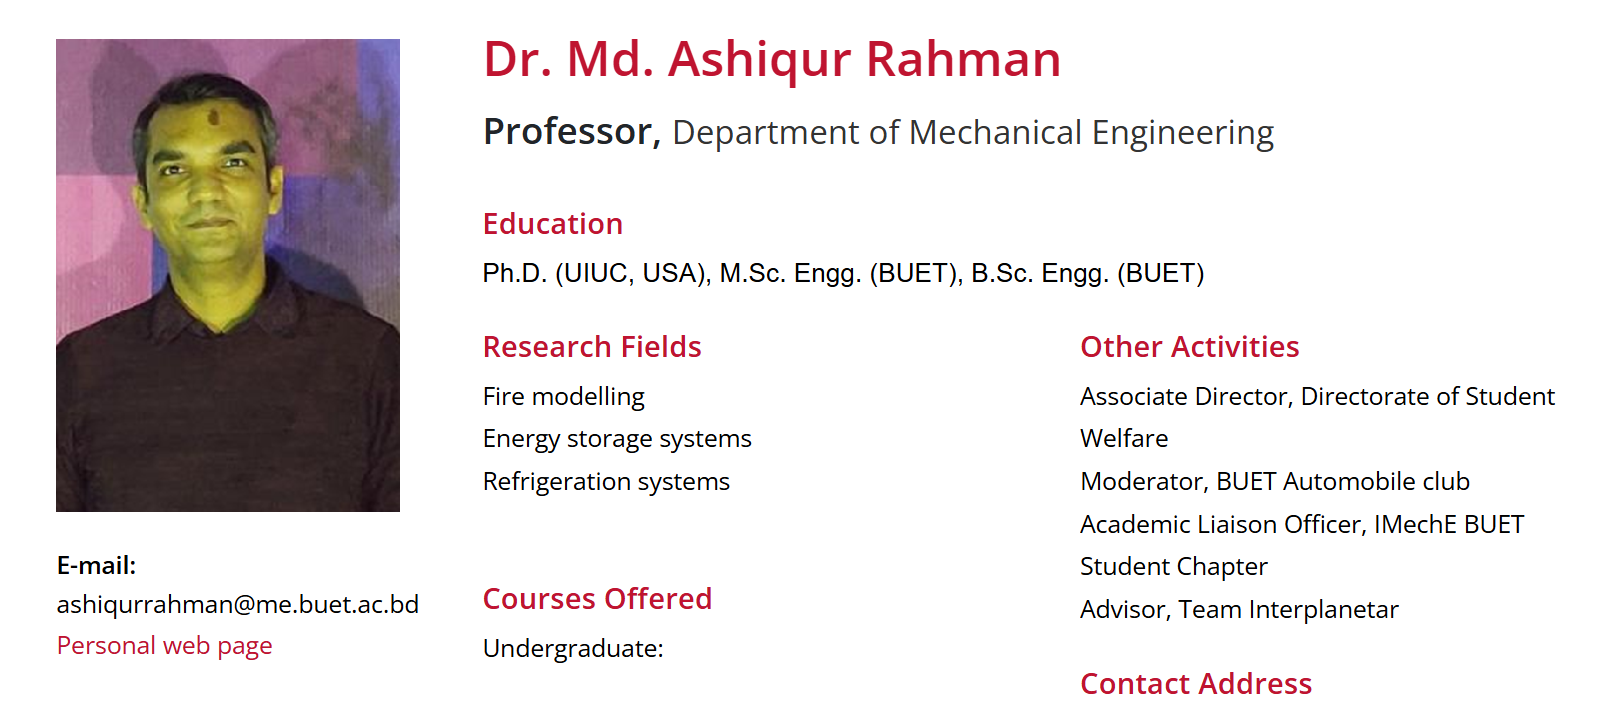 Dr. Md. Ashiqur Rahman
Professor, Department of Mechanical Engineering
Education
Ph.D. (UIUC, USA), M.Sc. Engg. (BUET), B.Sc. Engg. (BUET)
Research Fields
Fire modelling
Energy storage systems
Refrigeration systems
Courses Offered
Undergraduate:
Other Activities
Associate Director, Directorate of Student
Welfare
Moderator, BUET Automobile club
Academic Liaison Officer, IMechE BUET
Student Chapter
Advisor, Team Interplanetar
Contact Address
E-mail:
ashiqurrahman@me.buet.ac.bd
Personal web page